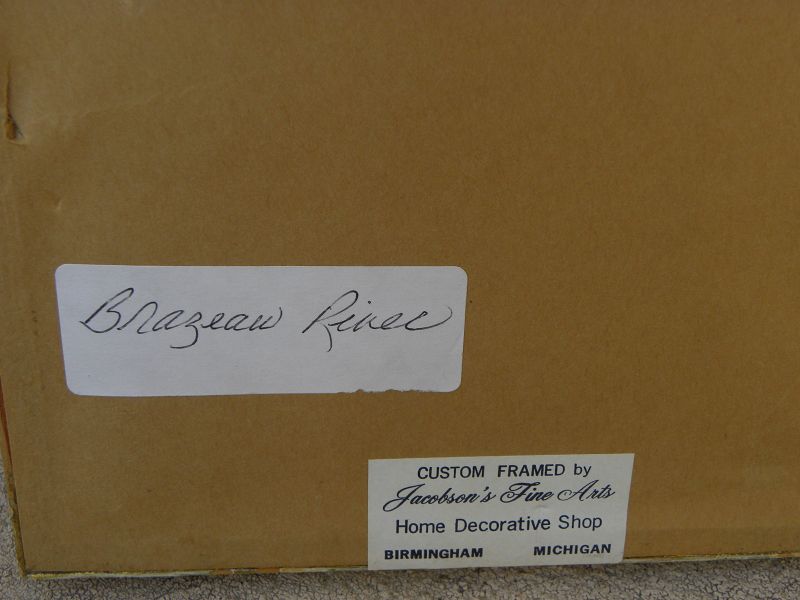 Brazeau River
CUSTOM FRAMED by
Jacobson's Fine Arts
Home Decorative Shop
BIRMINGHAM MICHIGAN